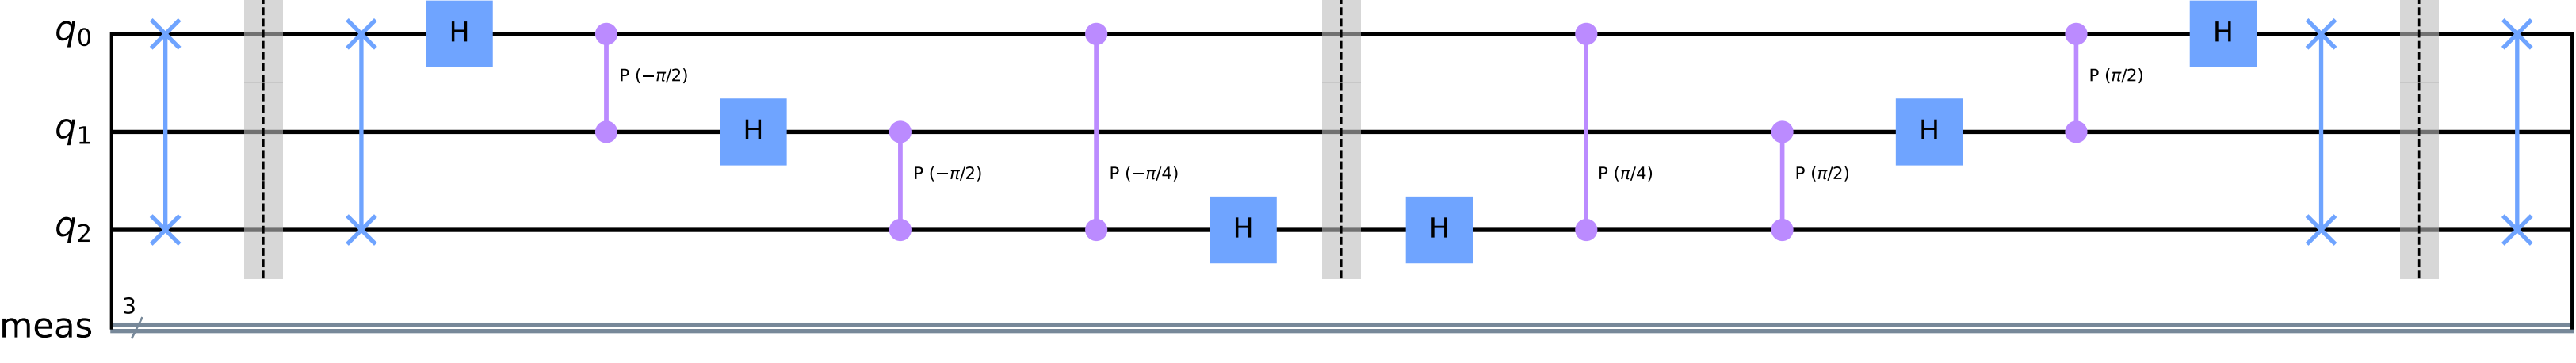 q0 H H
P (−π/2) P (π/2)
q1 H H
P (−π/2) P (−π/4) P (π/4) P (π/2)
q2 H H
3
meas